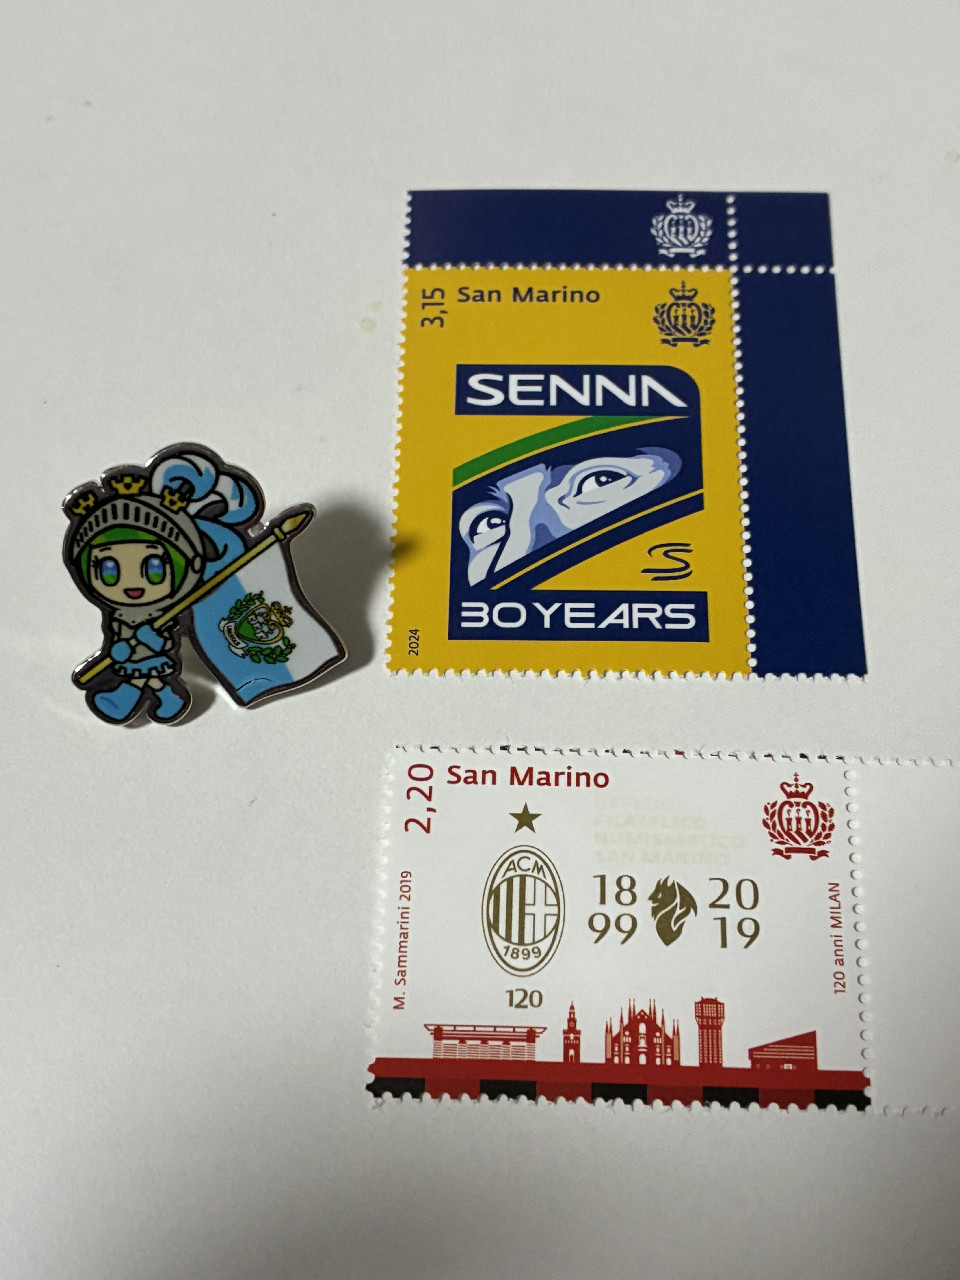 3,15
San Marino
SENNA
S
30 YEARS
2024
2,20
San Marino
UFFICIO
FILATELICO
NUMISMATICO
SAN MARINO
M. Sammarini 2019
ACM
1899
120
18 20
99 19
120 anni MILAN